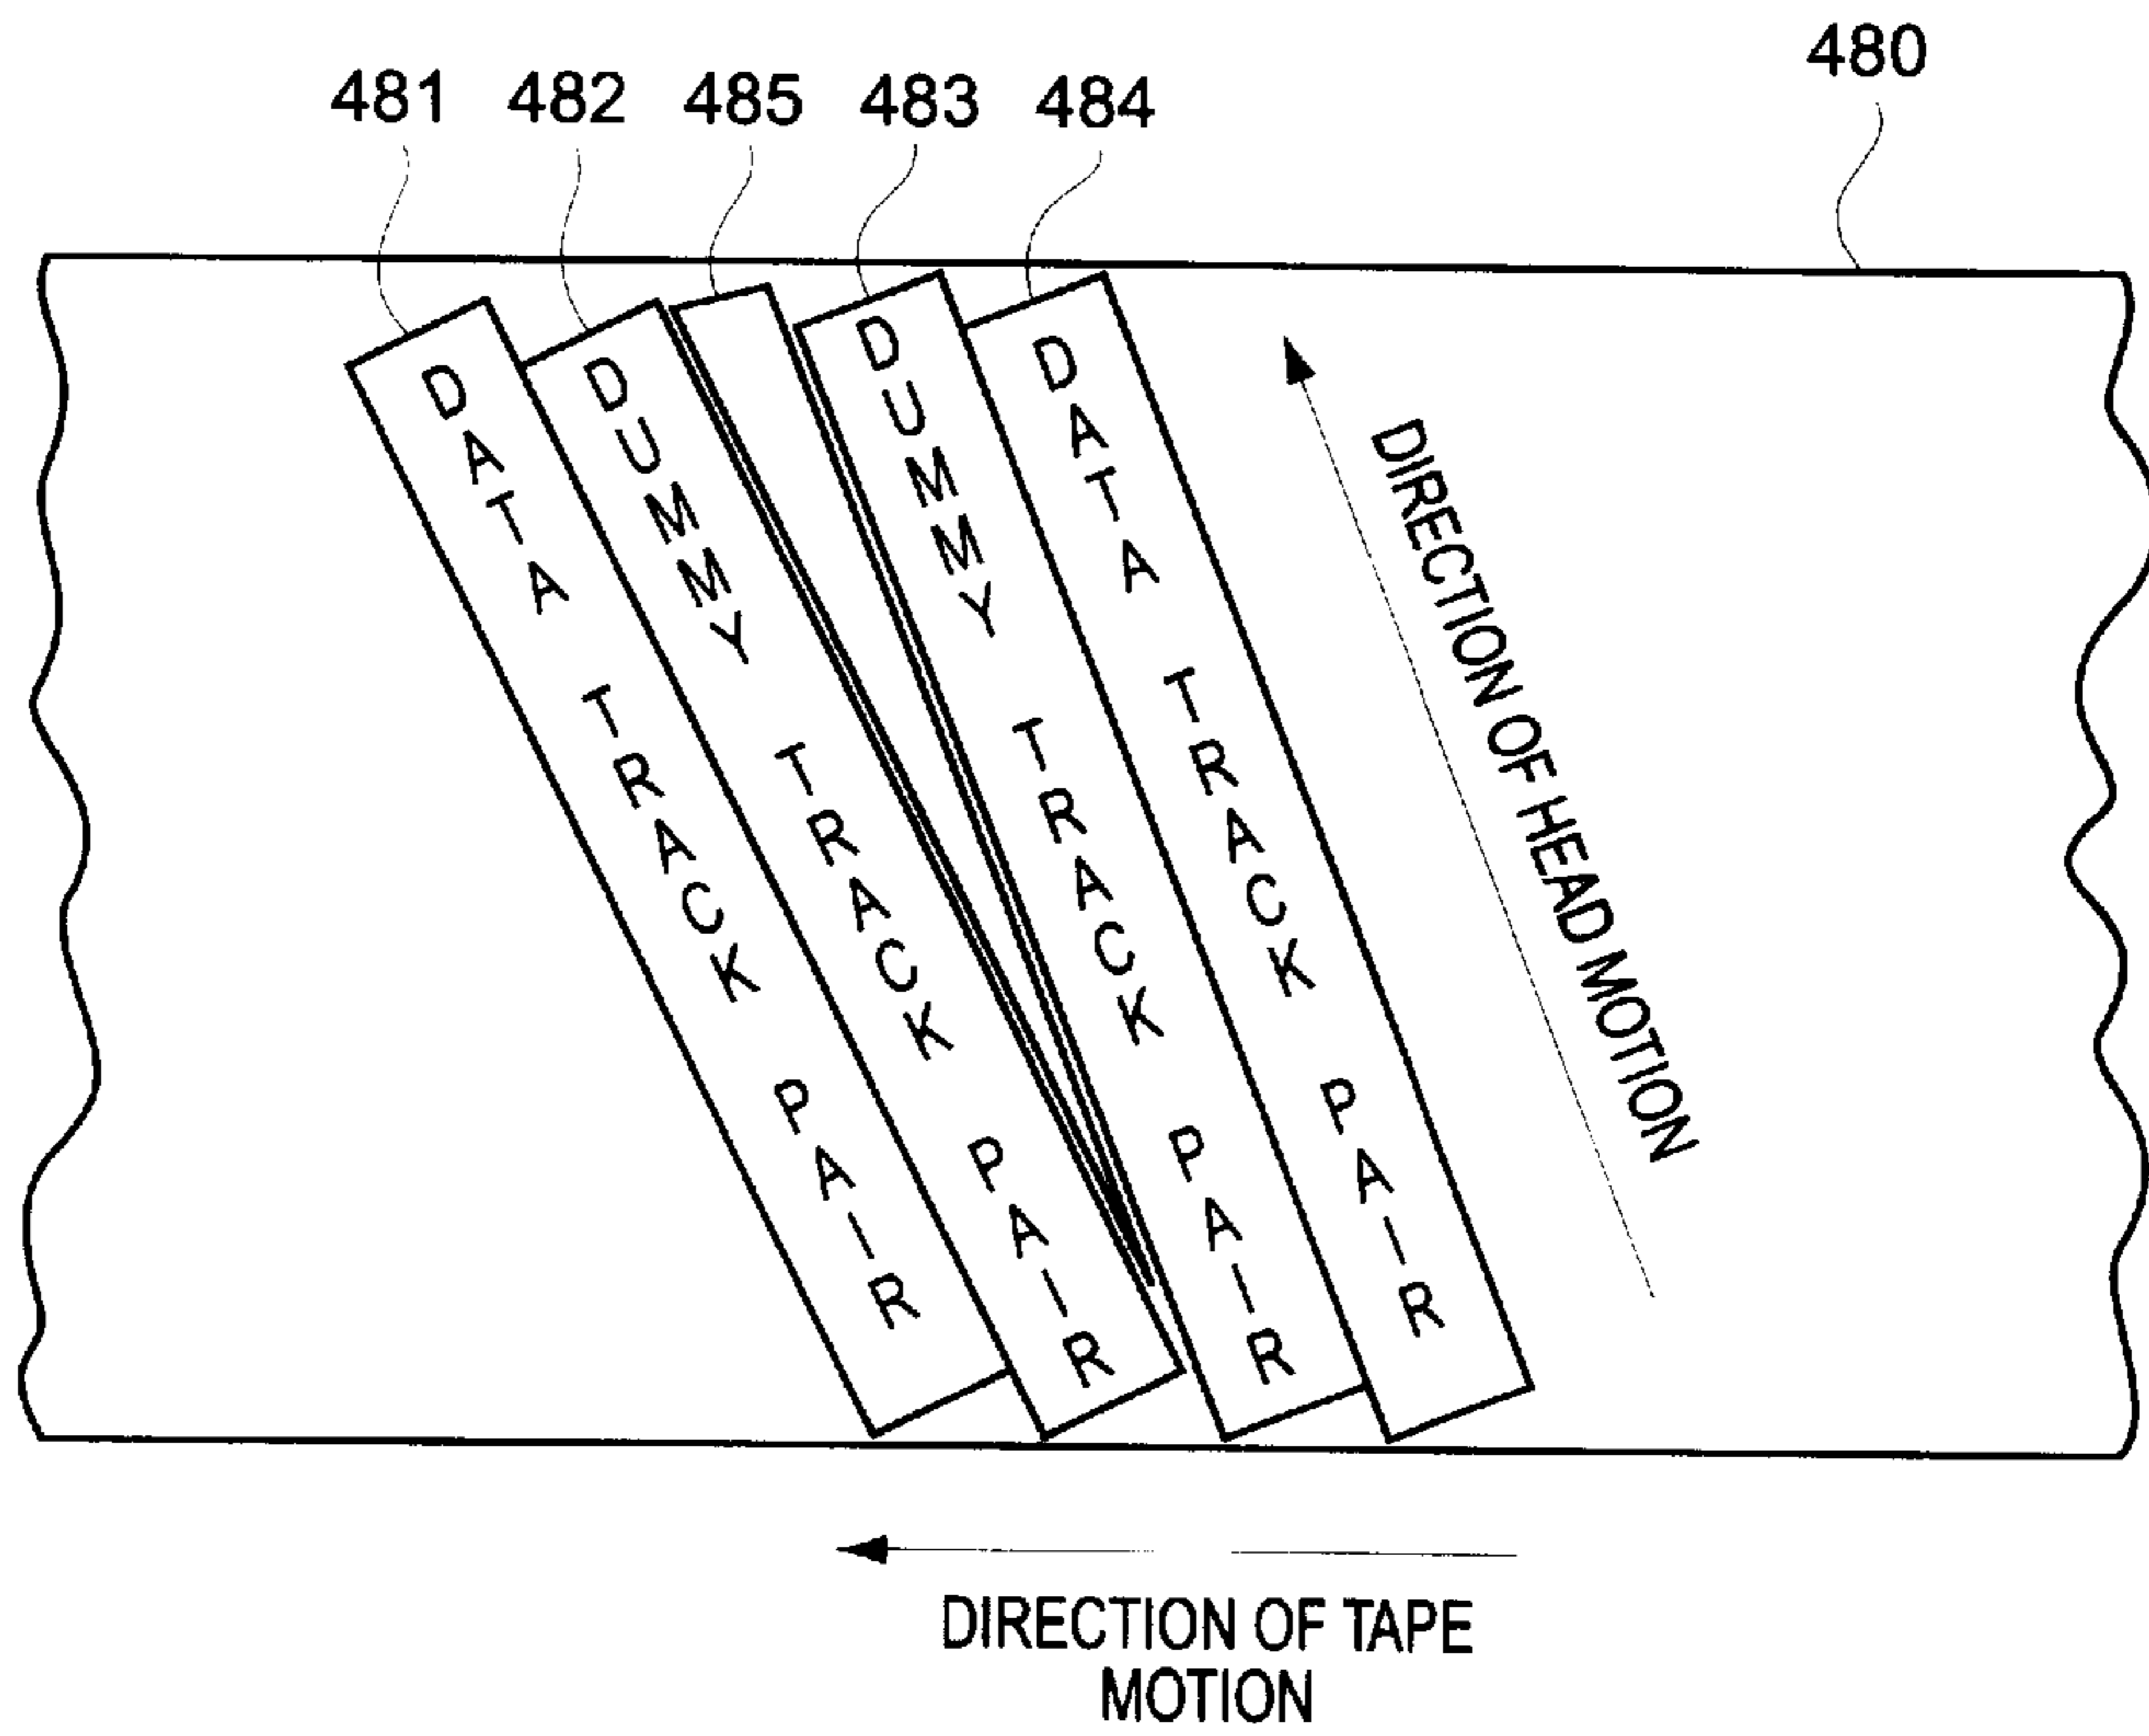 480
481 482 485 483 484
DATA TRACK PAIR
DUMMY TRACK PAIR
DUMMY TRACK PAIR
DATA TRACK PAIR
DIRECTION OF HEAD MOTION
DIRECTION OF TAPE
MOTION